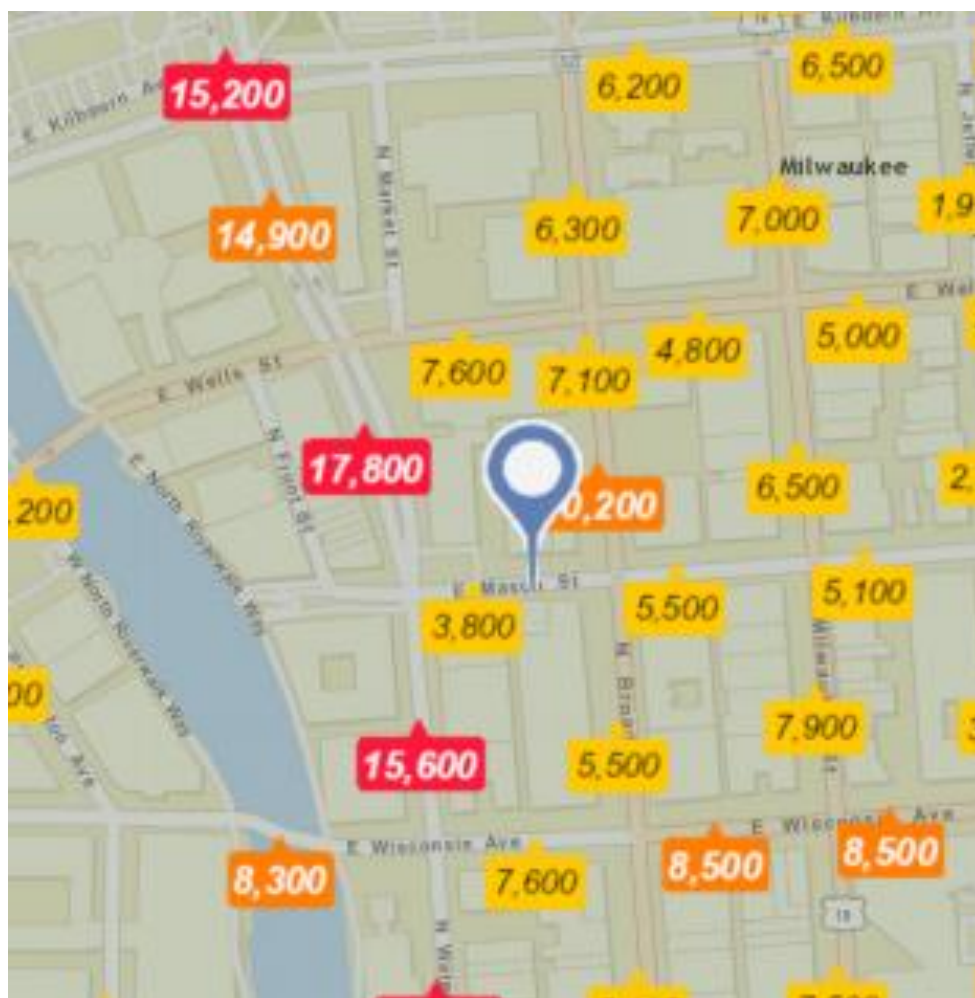 E Kilbourn Av
15,200
E Kilbourn A
6,200
6,500
N Market St
Milwaukee
14,900
6,300
7,000
E Wells St
7,600
7,100
4,800
5,000
N Front St
E North Riverwalk Way
17,800
6,500
E Mason St
3,800
5,500
5,100
W North Riverwalk Way
15,600
5,500
7,900
E Wisconsin Ave
E Wisconsin Ave
8,300
7,600
8,500
8,500
18